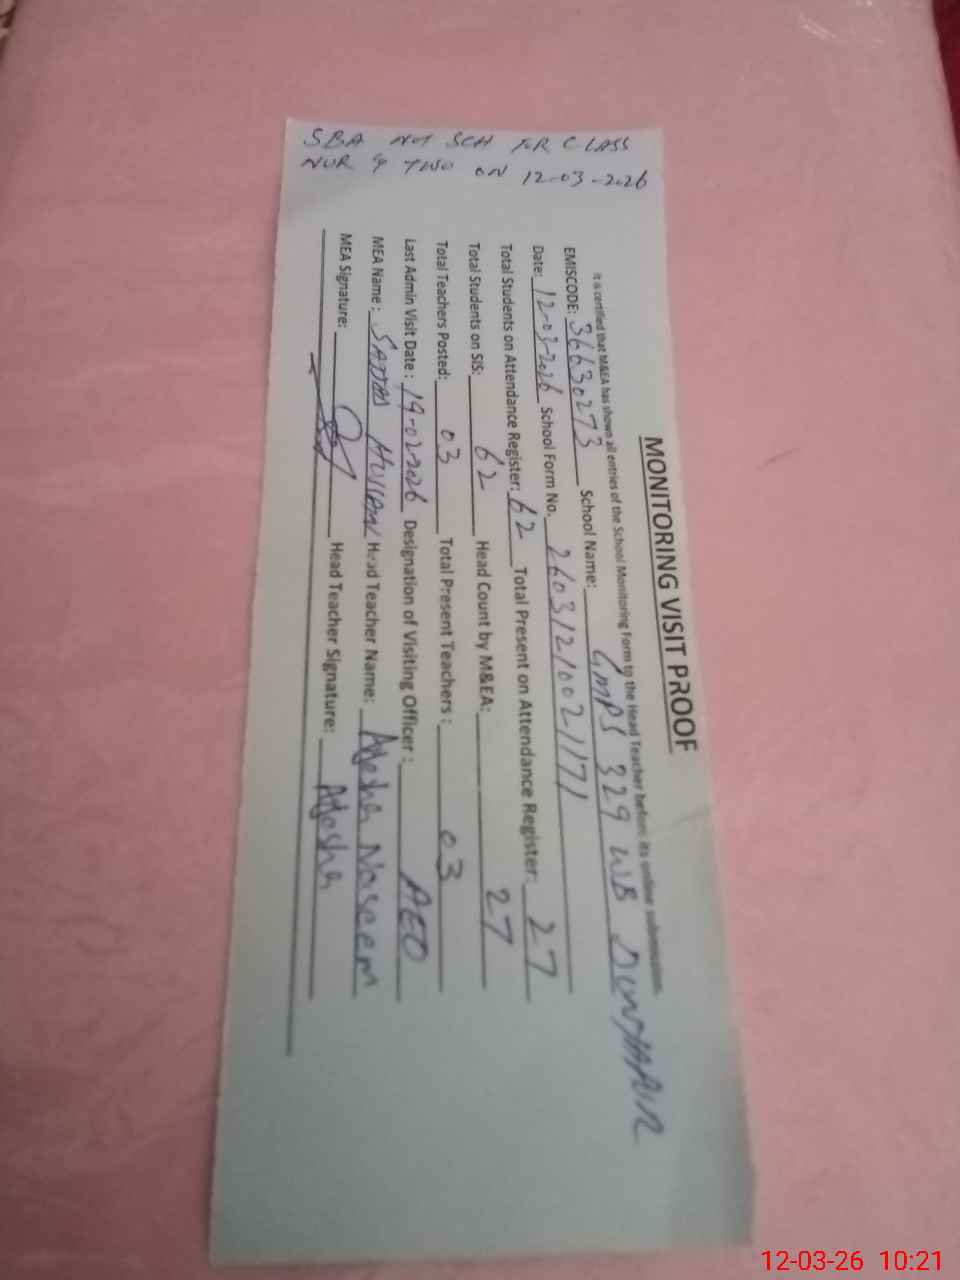 SBA NOT SCH FOR CLASS
NUR & TWO ON 12-03-2026
MONITORING VISIT PROOF
It is certified that M&EA has shown all entries of the School Monitoring Form to the Head Teacher before its online submission.
EMISCODE: 36630273 School Name: GMPS 329 WB DUNYAPUR
Date: 12-03-2026 School Form No. 26031210021171
Total Students on Attendance Register: 62 Total Present on Attendance Register: 27
Total Students on SIS: 62 Head Count by M&EA: 27
Total Teachers Posted: 03 Total Present Teachers: 03
Last Admin Visit Date: 19-02-2026 Designation of Visiting Officer: AEO
MEA Name: SAJJAD HUSSAIN Head Teacher Name: Ayesha Naseem
MEA Signature: Head Teacher Signature: Ayesha
12-03-26 10:21